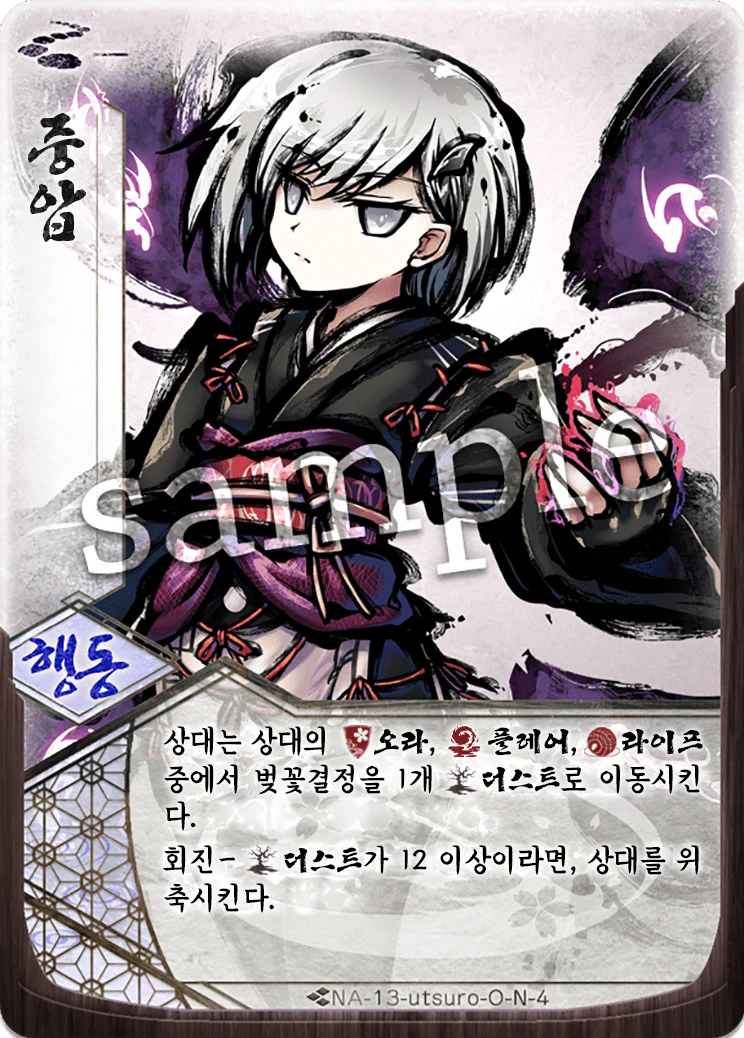 중압
sample
행동
상대는 상대의 오라, 플레어, 라이프
중에서 벚꽃결정을 1개 더스트로 이동시킨
다.
회진- 더스트가 12 이상이라면, 상대를 위
축시킨다.
NA-13-utsuro-O-N-4